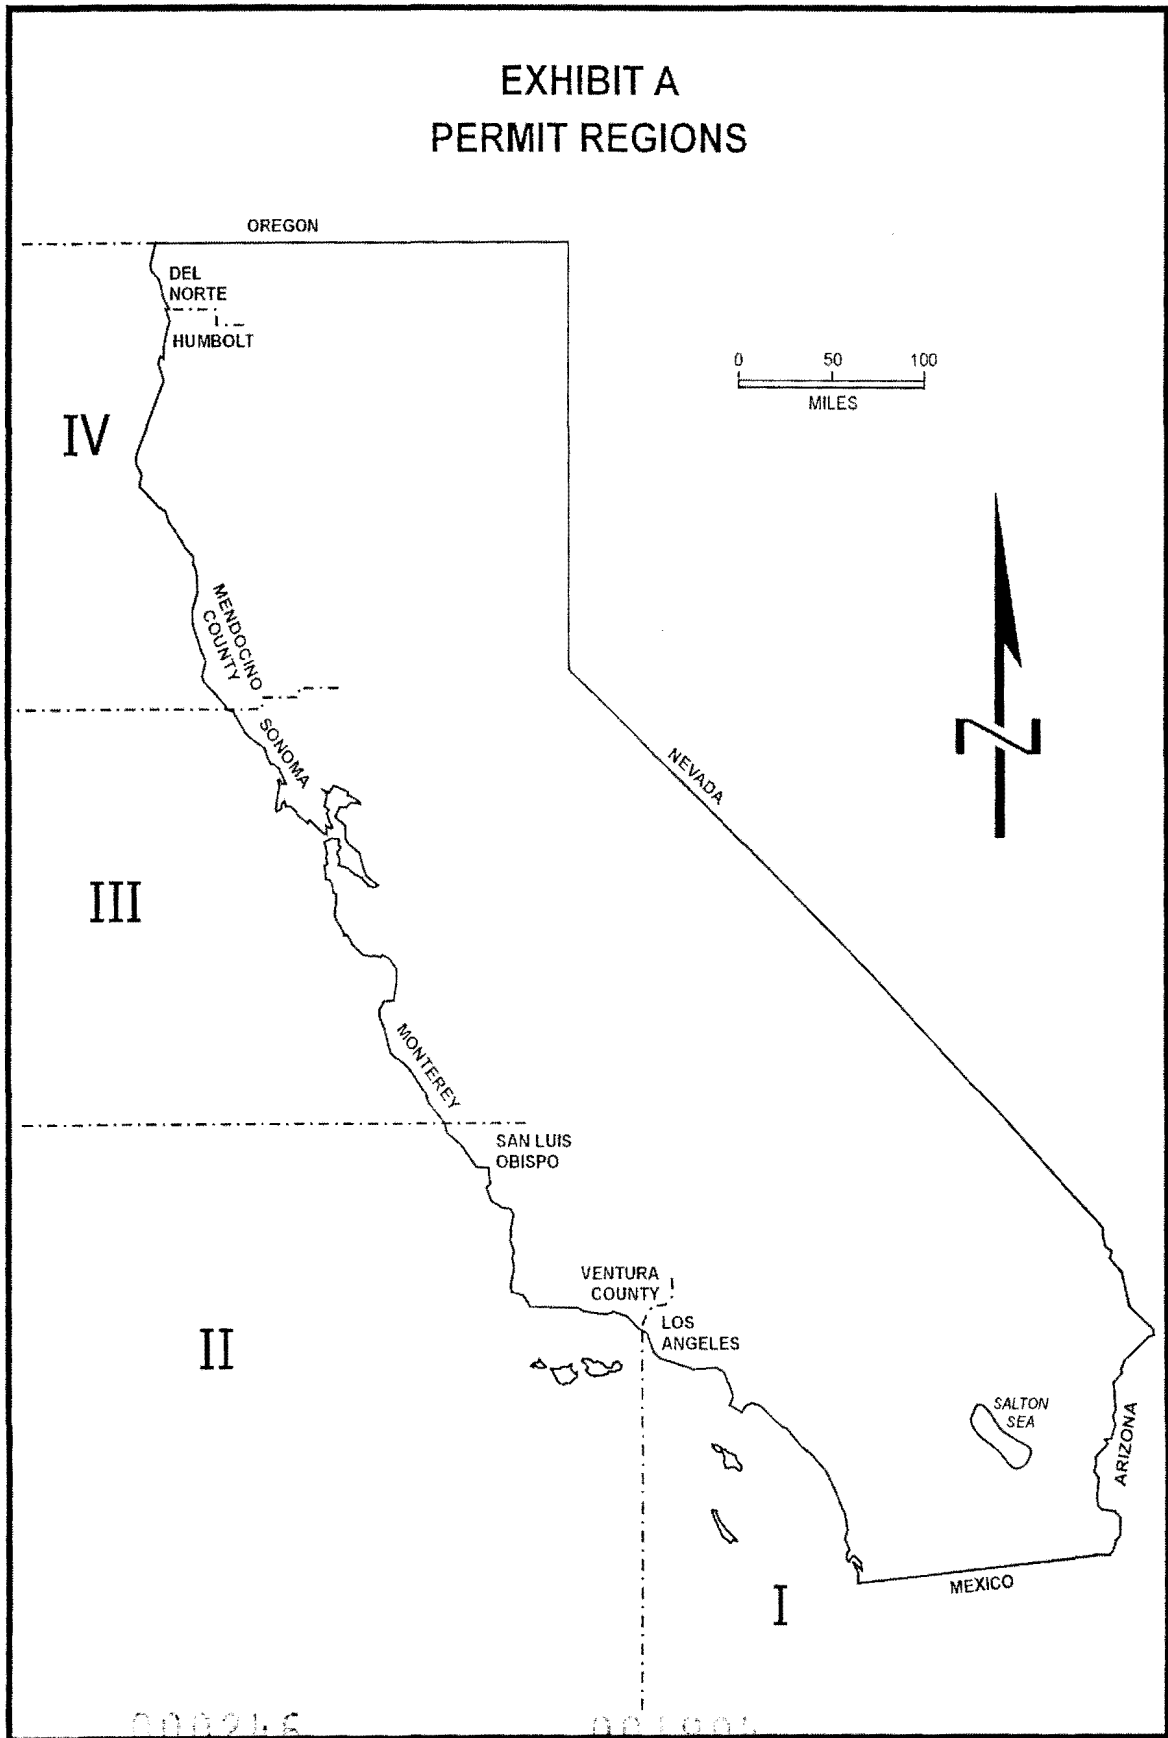 EXHIBIT A
PERMIT REGIONS
OREGON
DEL
NORTE
HUMBOLT
0 50 100
MILES
IV
MENDOCINO
COUNTY
SONOMA
NEVADA
Z
III
MONTEREY
SAN LUIS
OBISPO
VENTURA
COUNTY
LOS
ANGELES
II
SALTON
SEA
ARIZONA
MEXICO
I